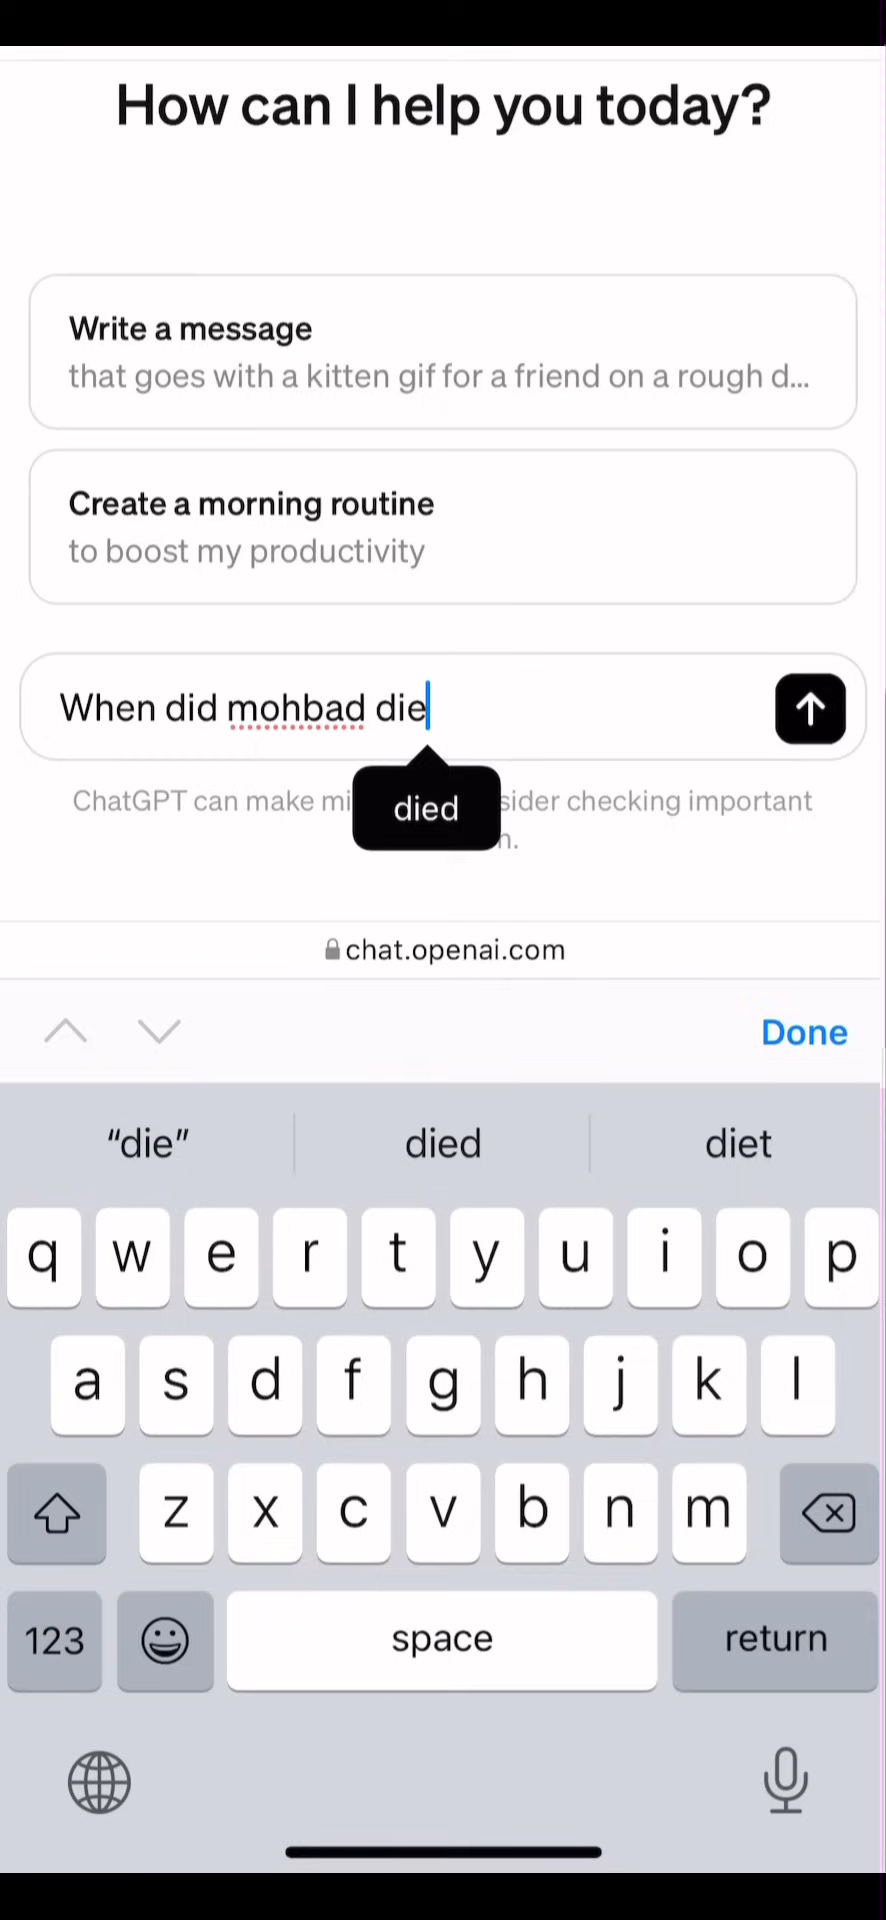 How can I help you today?
Write a message
that goes with a kitten gif for a friend on a rough d...
Create a morning routine
to boost my productivity
When did mohbad die
died
ChatGPT can make mi sider checking important
n.
chat.openai.com
Done
"die" died diet
q w e r t y u i o p
a s d f g h j k l
z x c v b n m
123 space return